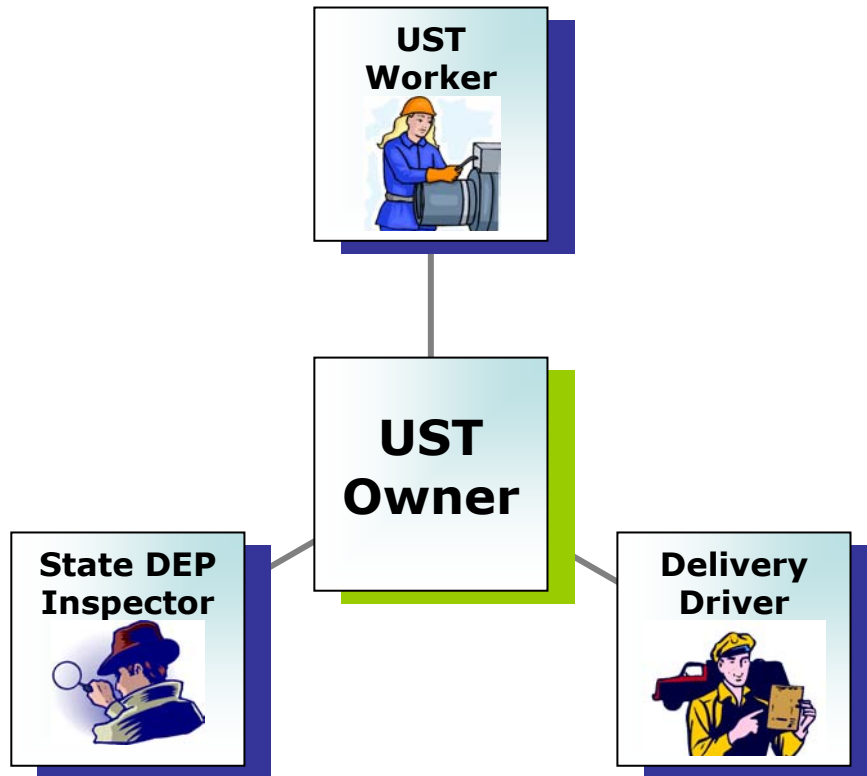 UST
Worker
UST
Owner
State DEP
Inspector
Delivery
Driver